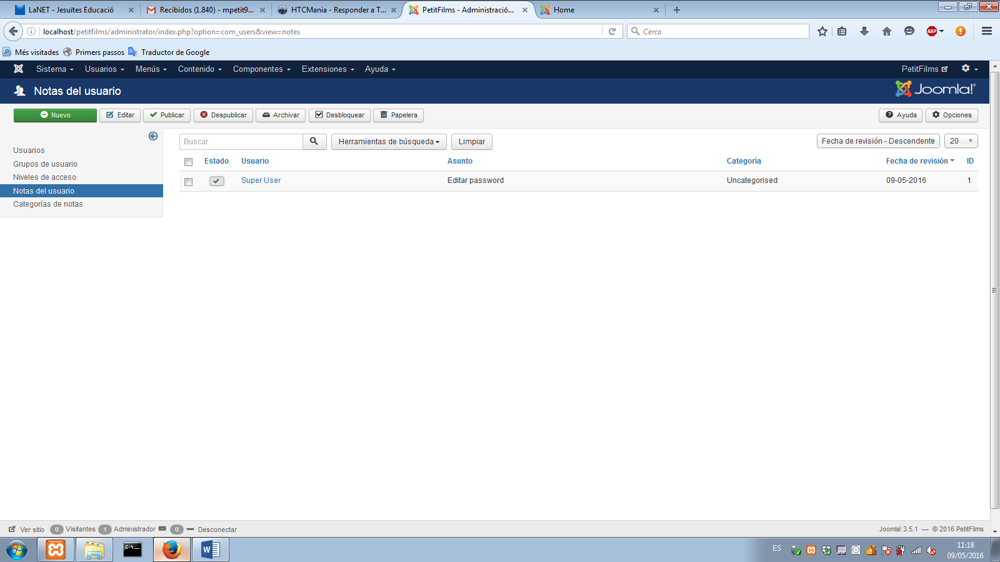 LaNET - Jesuïtes Educació
Recibidos (1.840) - mpetit9...
HTCMania - Responder a T...
PetitFilms - Administració...
Home
localhost/petitfilms/administrator/index.php?option=com_users&view=notes
Cerca
ABP
Més visitades
Primers passos
Traductor de Google
Sistema
Usuarios
Menús
Contenido
Componentes
Extensiones
Ayuda
PetitFilms
Notas del usuario
Joomla!
Nuevo
Editar
Publicar
Despublicar
Archivar
Desbloquear
Papelera
Ayuda
Opciones
Usuarios
Grupos de usuario
Niveles de acceso
Notas del usuario
Categorías de notas
Buscar
Herramientas de búsqueda
Limpiar
Fecha de revisión - Descendente
20
Estado
Usuario
Asunto
Categoría
Fecha de revisión
ID
Super User
Editar password
Uncategorised
09-05-2016
1
Ver sitio
0
Visitantes
1
Administrador
0
Desconectar
Joomla! 3.5.1 — © 2016 PetitFilms
C:\_
W
ES
11:18
09/05/2016